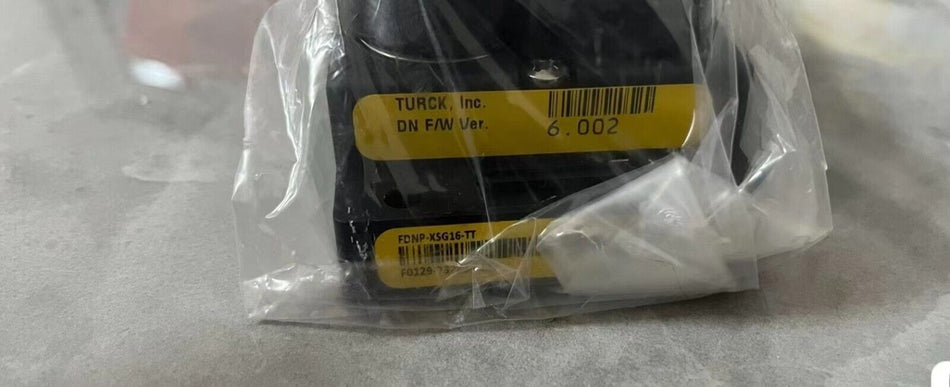 TURCK, Inc.
DN F/W Ver. 6.002
FDNP-XSG16-TT